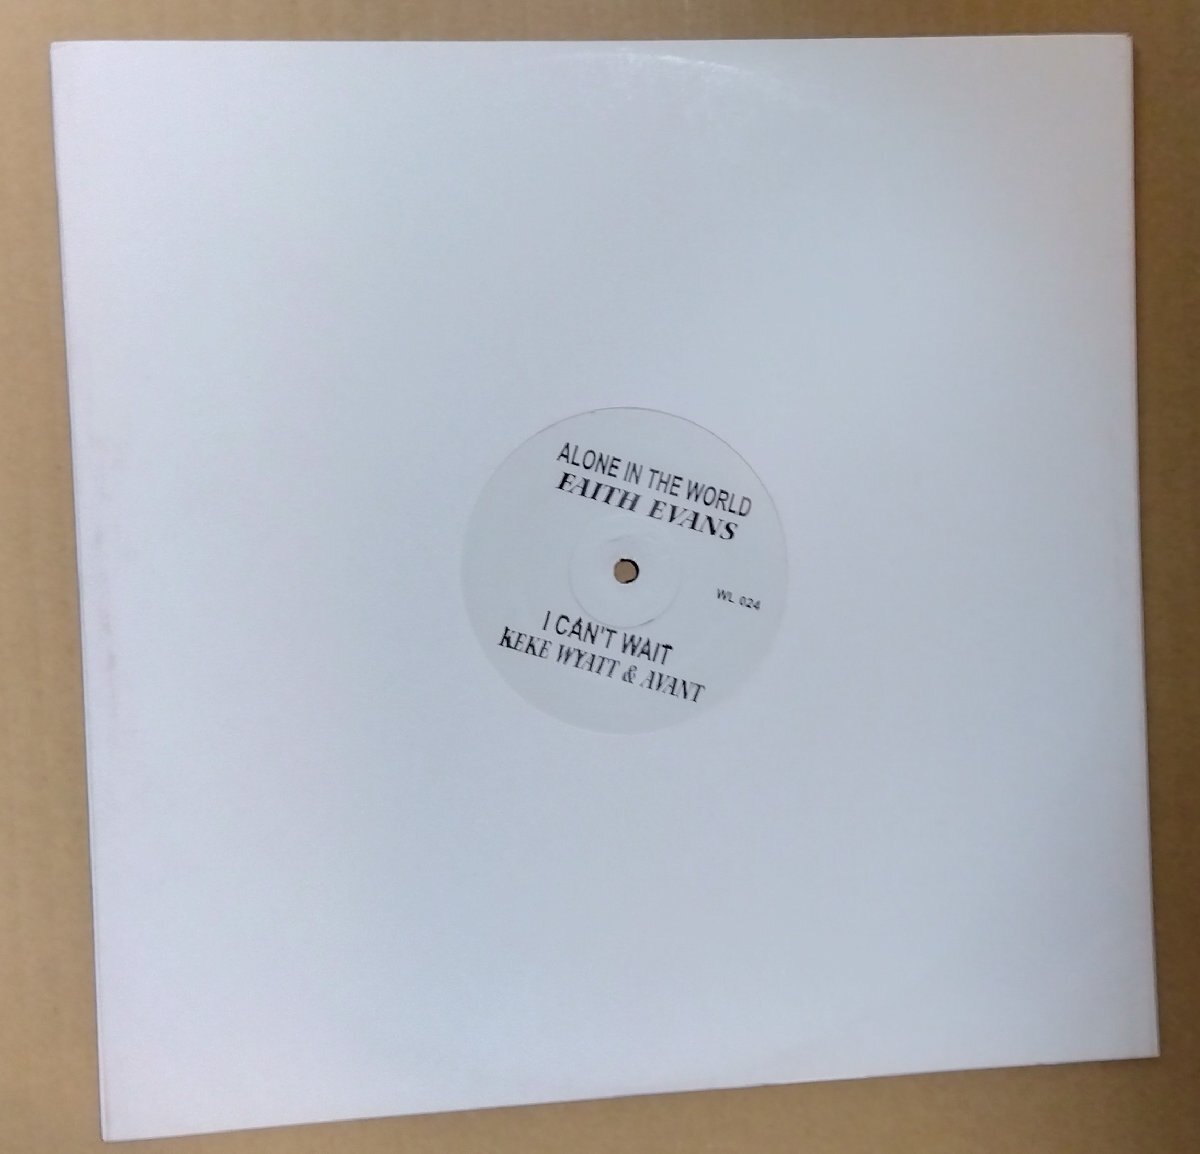 ALONE IN THE WORLD
FAITH EVANS
WL 024
I CAN'T WAIT
KEKE WYATT & AVANT